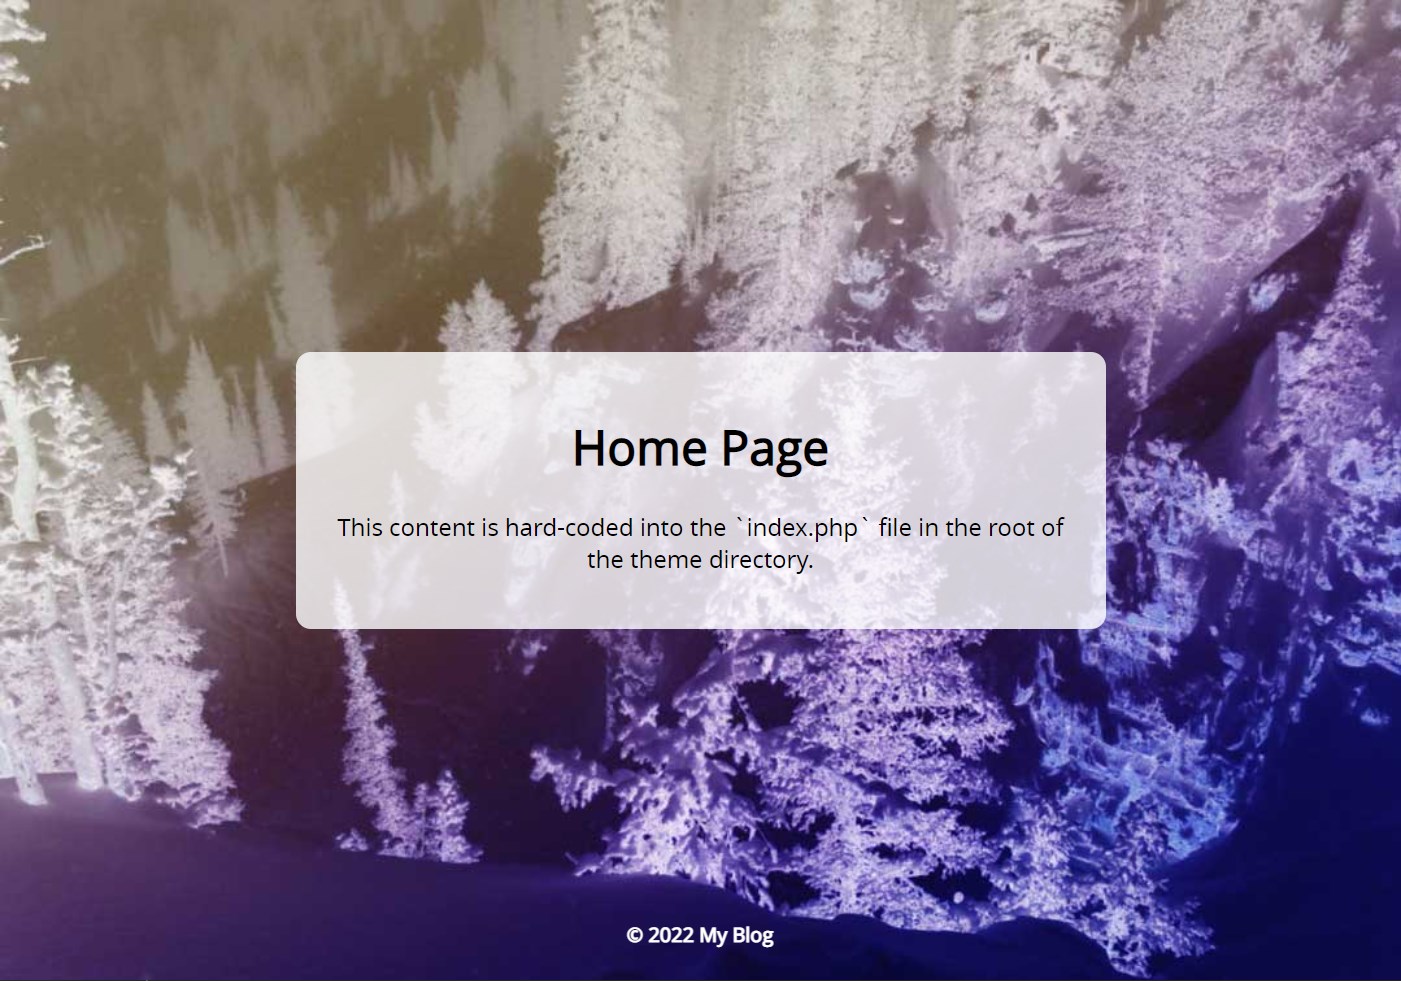 Home Page
This content is hard-coded into the `index.php` file in the root of
the theme directory.
© 2022 My Blog